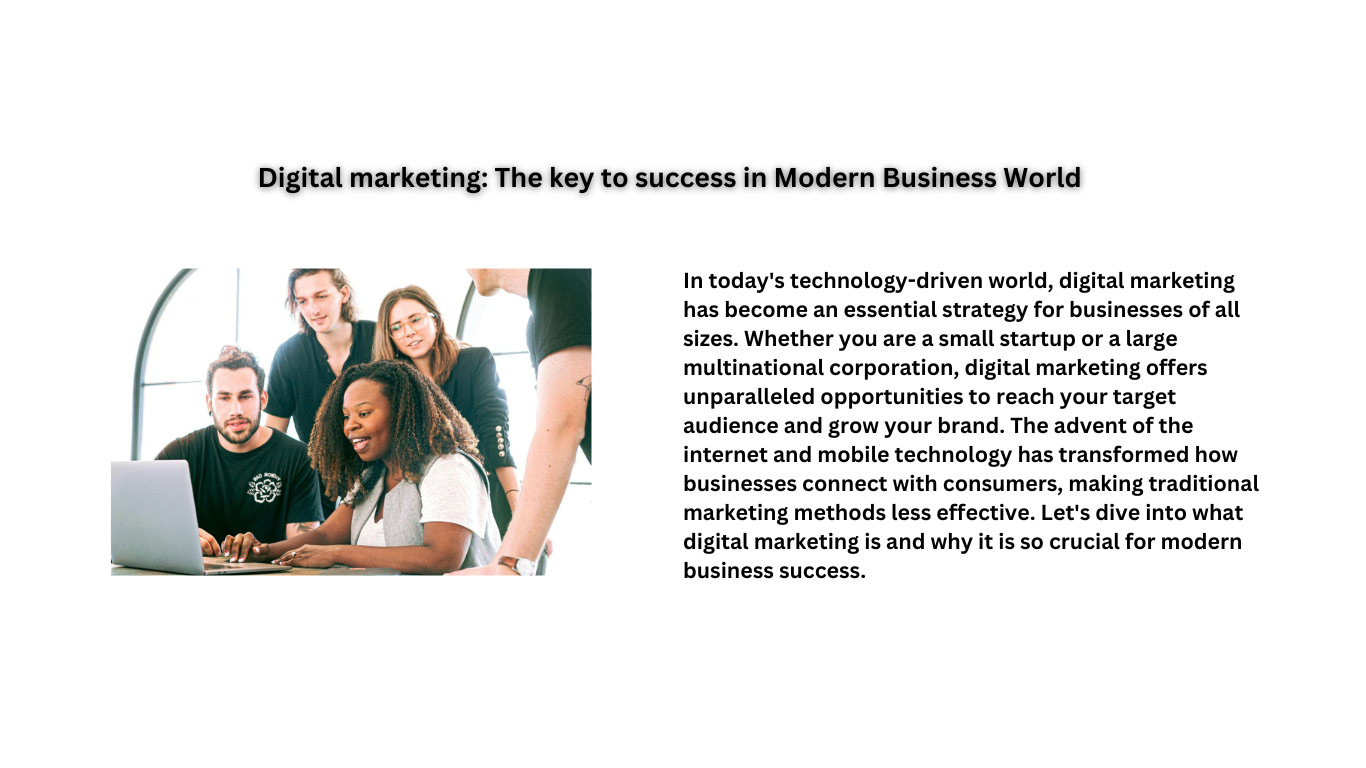 Digital marketing: The key to success in Modern Business World
In today's technology-driven world, digital marketing
has become an essential strategy for businesses of all
sizes. Whether you are a small startup or a large
multinational corporation, digital marketing offers
unparalleled opportunities to reach your target
audience and grow your brand. The advent of the
internet and mobile technology has transformed how
businesses connect with consumers, making traditional
marketing methods less effective. Let's dive into what
digital marketing is and why it is so crucial for modern
business success.